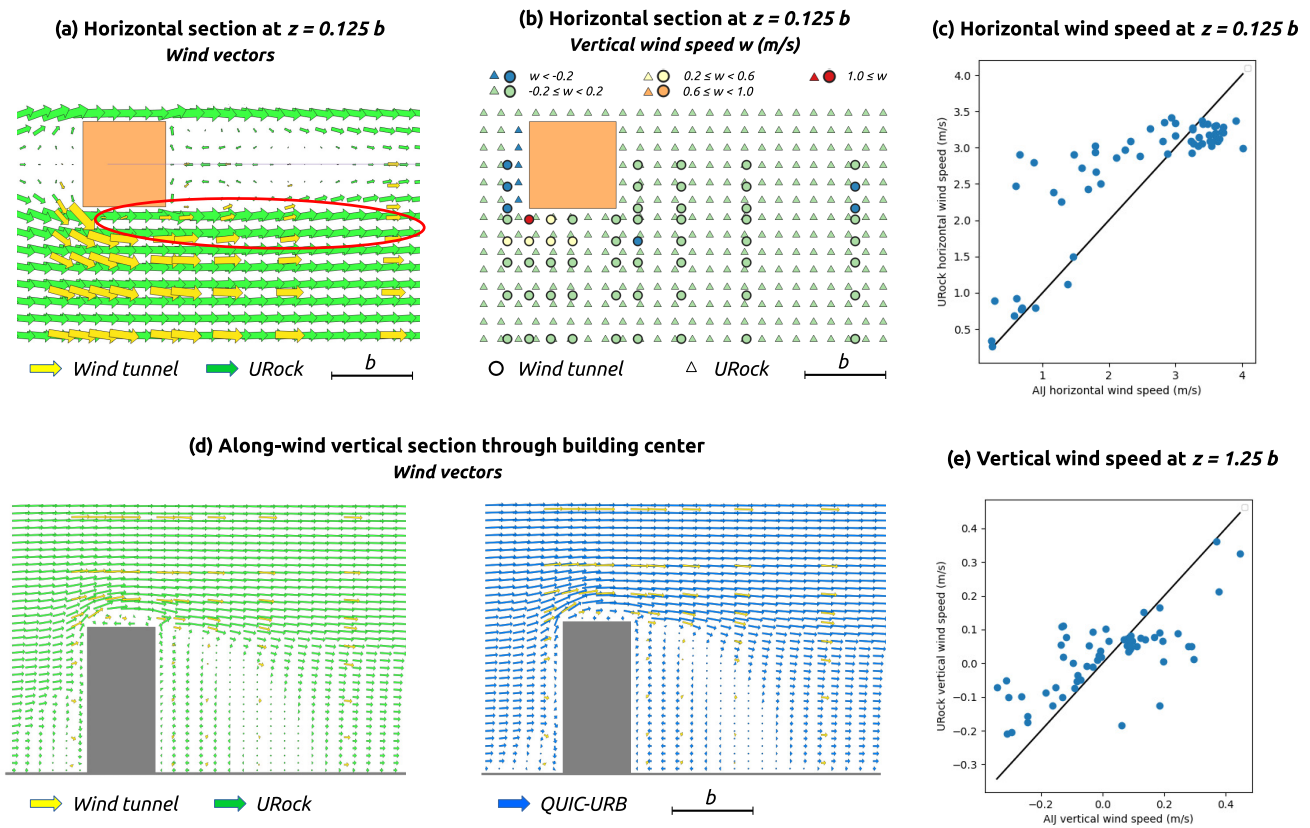 (a) Horizontal section at z = 0.125 b
Wind vectors
Wind tunnel
URock
b
(b) Horizontal section at z = 0.125 b
Vertical wind speed w (m/s)
w < -0.2
0.2 ≤ w < 0.6
1.0 ≤ w
-0.2 ≤ w < 0.2
0.6 ≤ w < 1.0
Wind tunnel
URock
b
(c) Horizontal wind speed at z = 0.125 b
4.0
3.5
3.0
2.5
2.0
1.5
1.0
0.5
URock horizontal wind speed (m/s)
1
2
3
4
AIJ horizontal wind speed (m/s)
(d) Along-wind vertical section through building center
Wind vectors
Wind tunnel
URock
QUIC-URB
b
(e) Vertical wind speed at z = 1.25 b
0.4
0.3
0.2
0.1
0.0
−0.1
−0.2
−0.3
URock vertical wind speed (m/s)
−0.2
0.0
0.2
0.4
AIJ vertical wind speed (m/s)